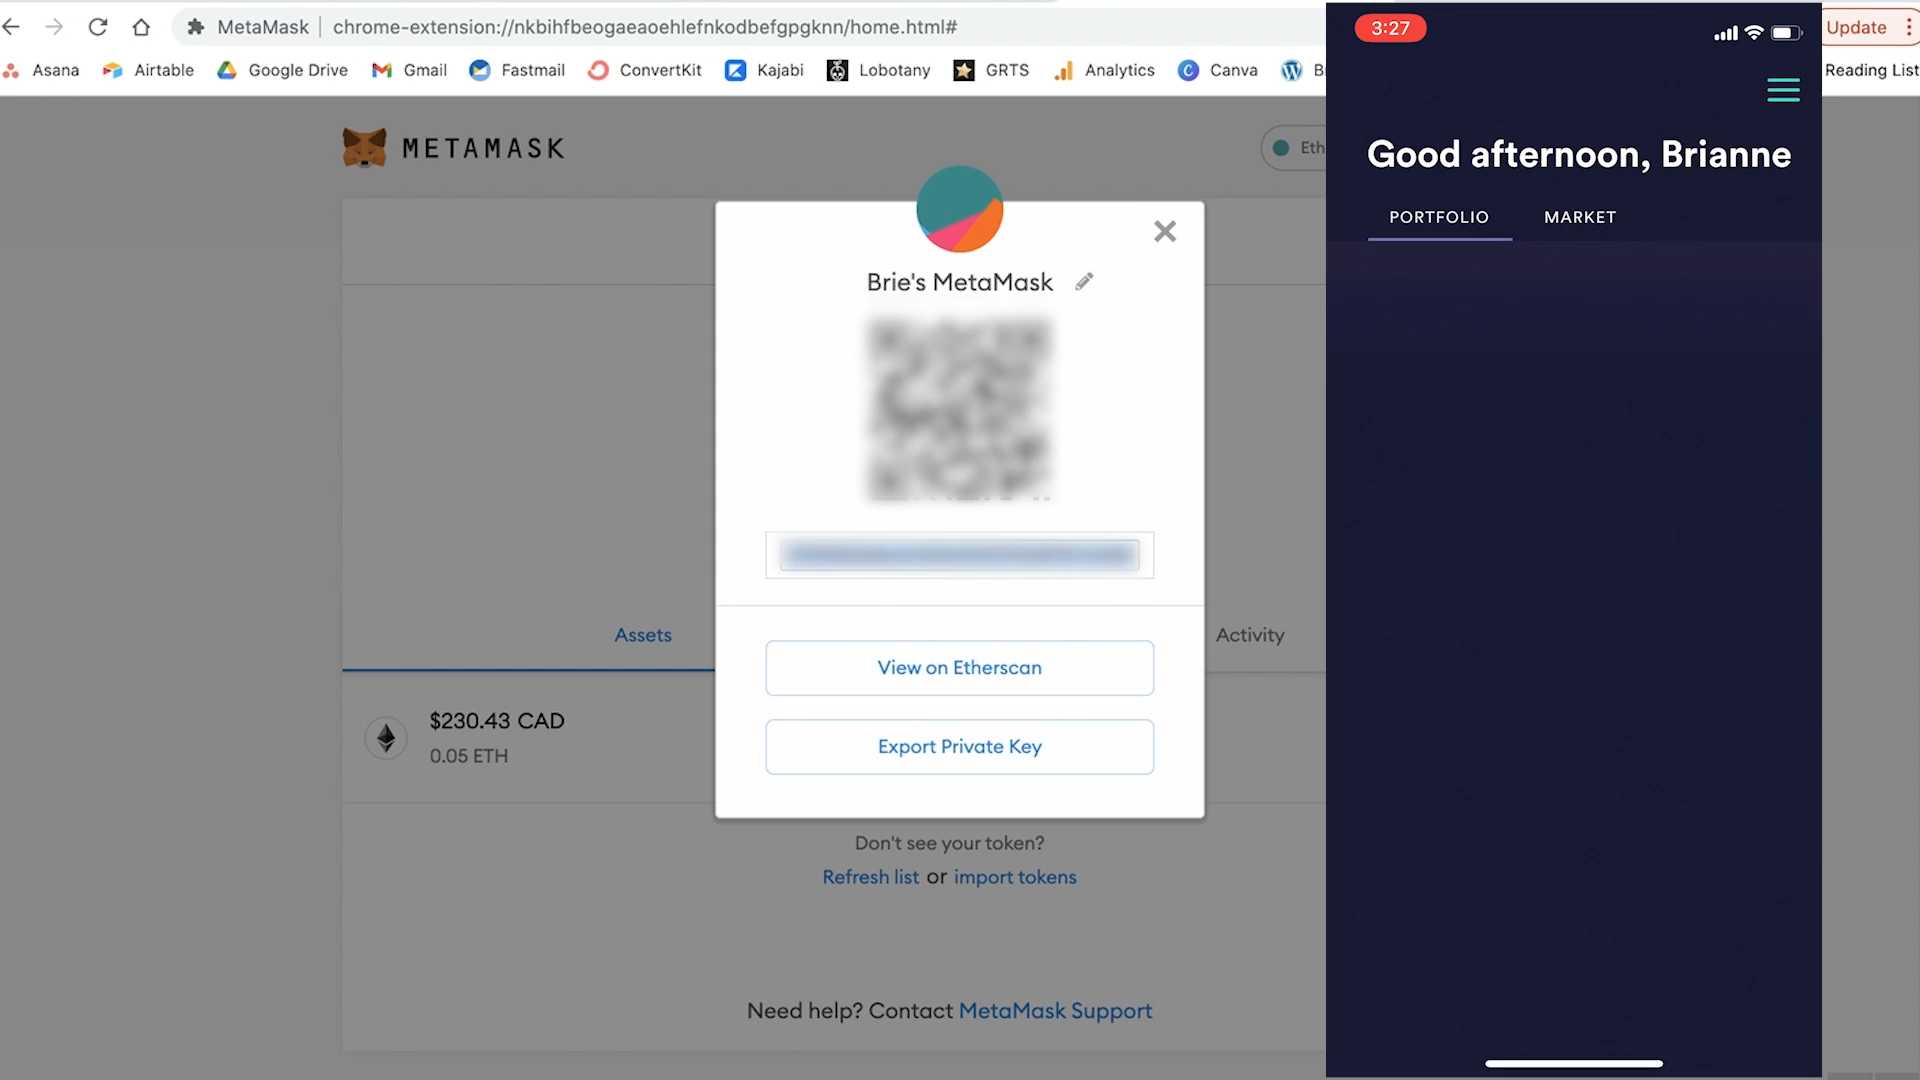 MetaMask | chrome-extension://nkbihfbeogaeaoehlefnkodbefgpgknn/home.html#
Update
Asana Airtable Google Drive Gmail Fastmail ConvertKit Kajabi Lobotany GRTS Analytics Canva
Reading List
METAMASK
Eth
Brie's MetaMask
Assets
Activity
View on Etherscan
$230.43 CAD
0.05 ETH
Export Private Key
Don't see your token?
Refresh list or import tokens
Need help? Contact MetaMask Support
3:27
Good afternoon, Brianne
PORTFOLIO MARKET